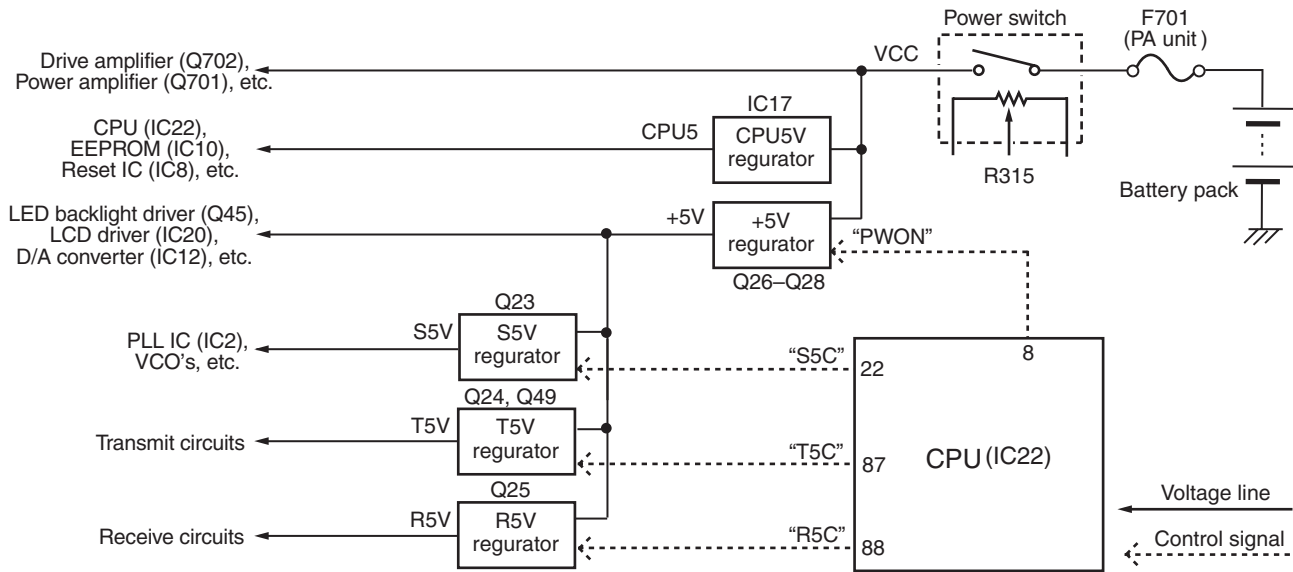 Power switch
F701
(PA unit)
Drive amplifier (Q702),
Power amplifier (Q701), etc.
VCC
IC17
CPU (IC22),
EEPROM (IC10),
Reset IC (IC8), etc.
CPU5
CPU5V
regurator
R315
Battery pack
LED backlight driver (Q45),
LCD driver (IC20),
D/A converter (IC12), etc.
+5V
+5V
regurator
"PWON"
Q26–Q28
Q23
PLL IC (IC2),
VCO's, etc.
S5V
S5V
regurator
"S5C"
22
8
Q24, Q49
Transmit circuits
T5V
T5V
regurator
"T5C"
87
CPU (IC22)
Q25
Receive circuits
R5V
R5V
regurator
"R5C"
88
Voltage line
Control signal